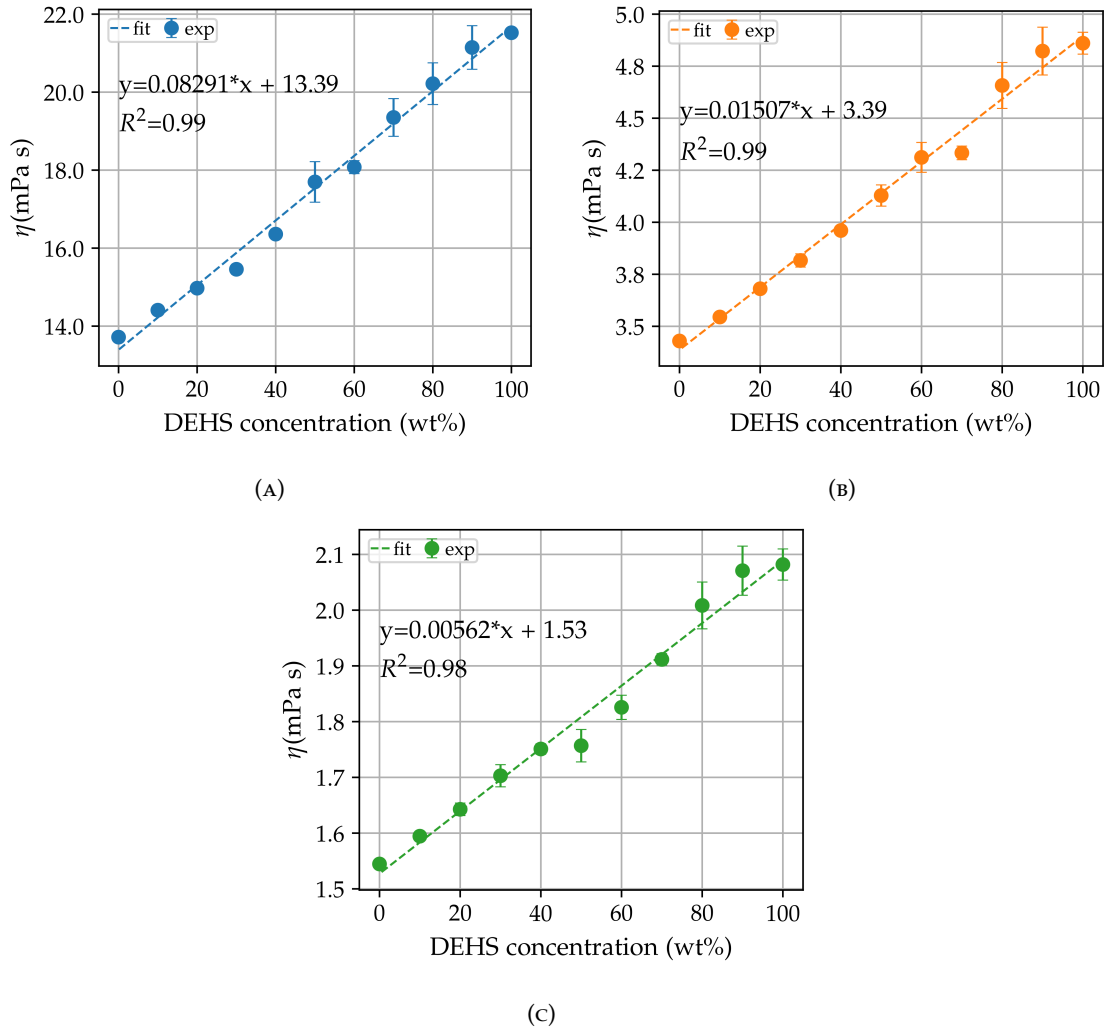 22.0
20.0
18.0
16.0
14.0
η(mPa s)
fit exp
y=0.08291*x + 13.39
R²=0.99
0 20 40 60 80 100
DEHS concentration (wt%)
(A)
5.0
4.8
4.5
4.2
4.0
3.8
3.5
η(mPa s)
fit exp
y=0.01507*x + 3.39
R²=0.99
0 20 40 60 80 100
DEHS concentration (wt%)
(B)
2.1
2.0
1.9
1.8
1.7
1.6
1.5
η(mPa s)
fit exp
y=0.00562*x + 1.53
R²=0.98
0 20 40 60 80 100
DEHS concentration (wt%)
(C)